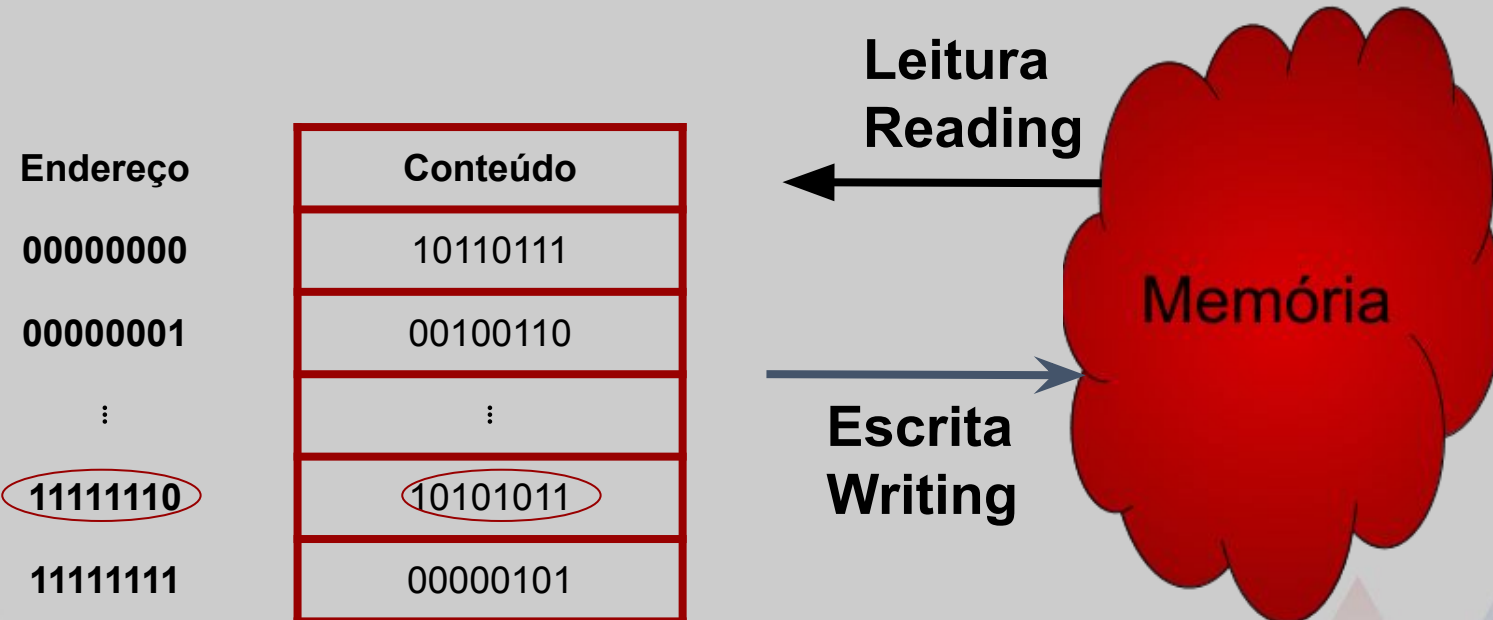 Leitura
Reading
Endereço Conteúdo
00000000 10110111
00000001 00100110
⋮ ⋮
11111110 10101011
11111111 00000101
Escrita
Writing
Memória